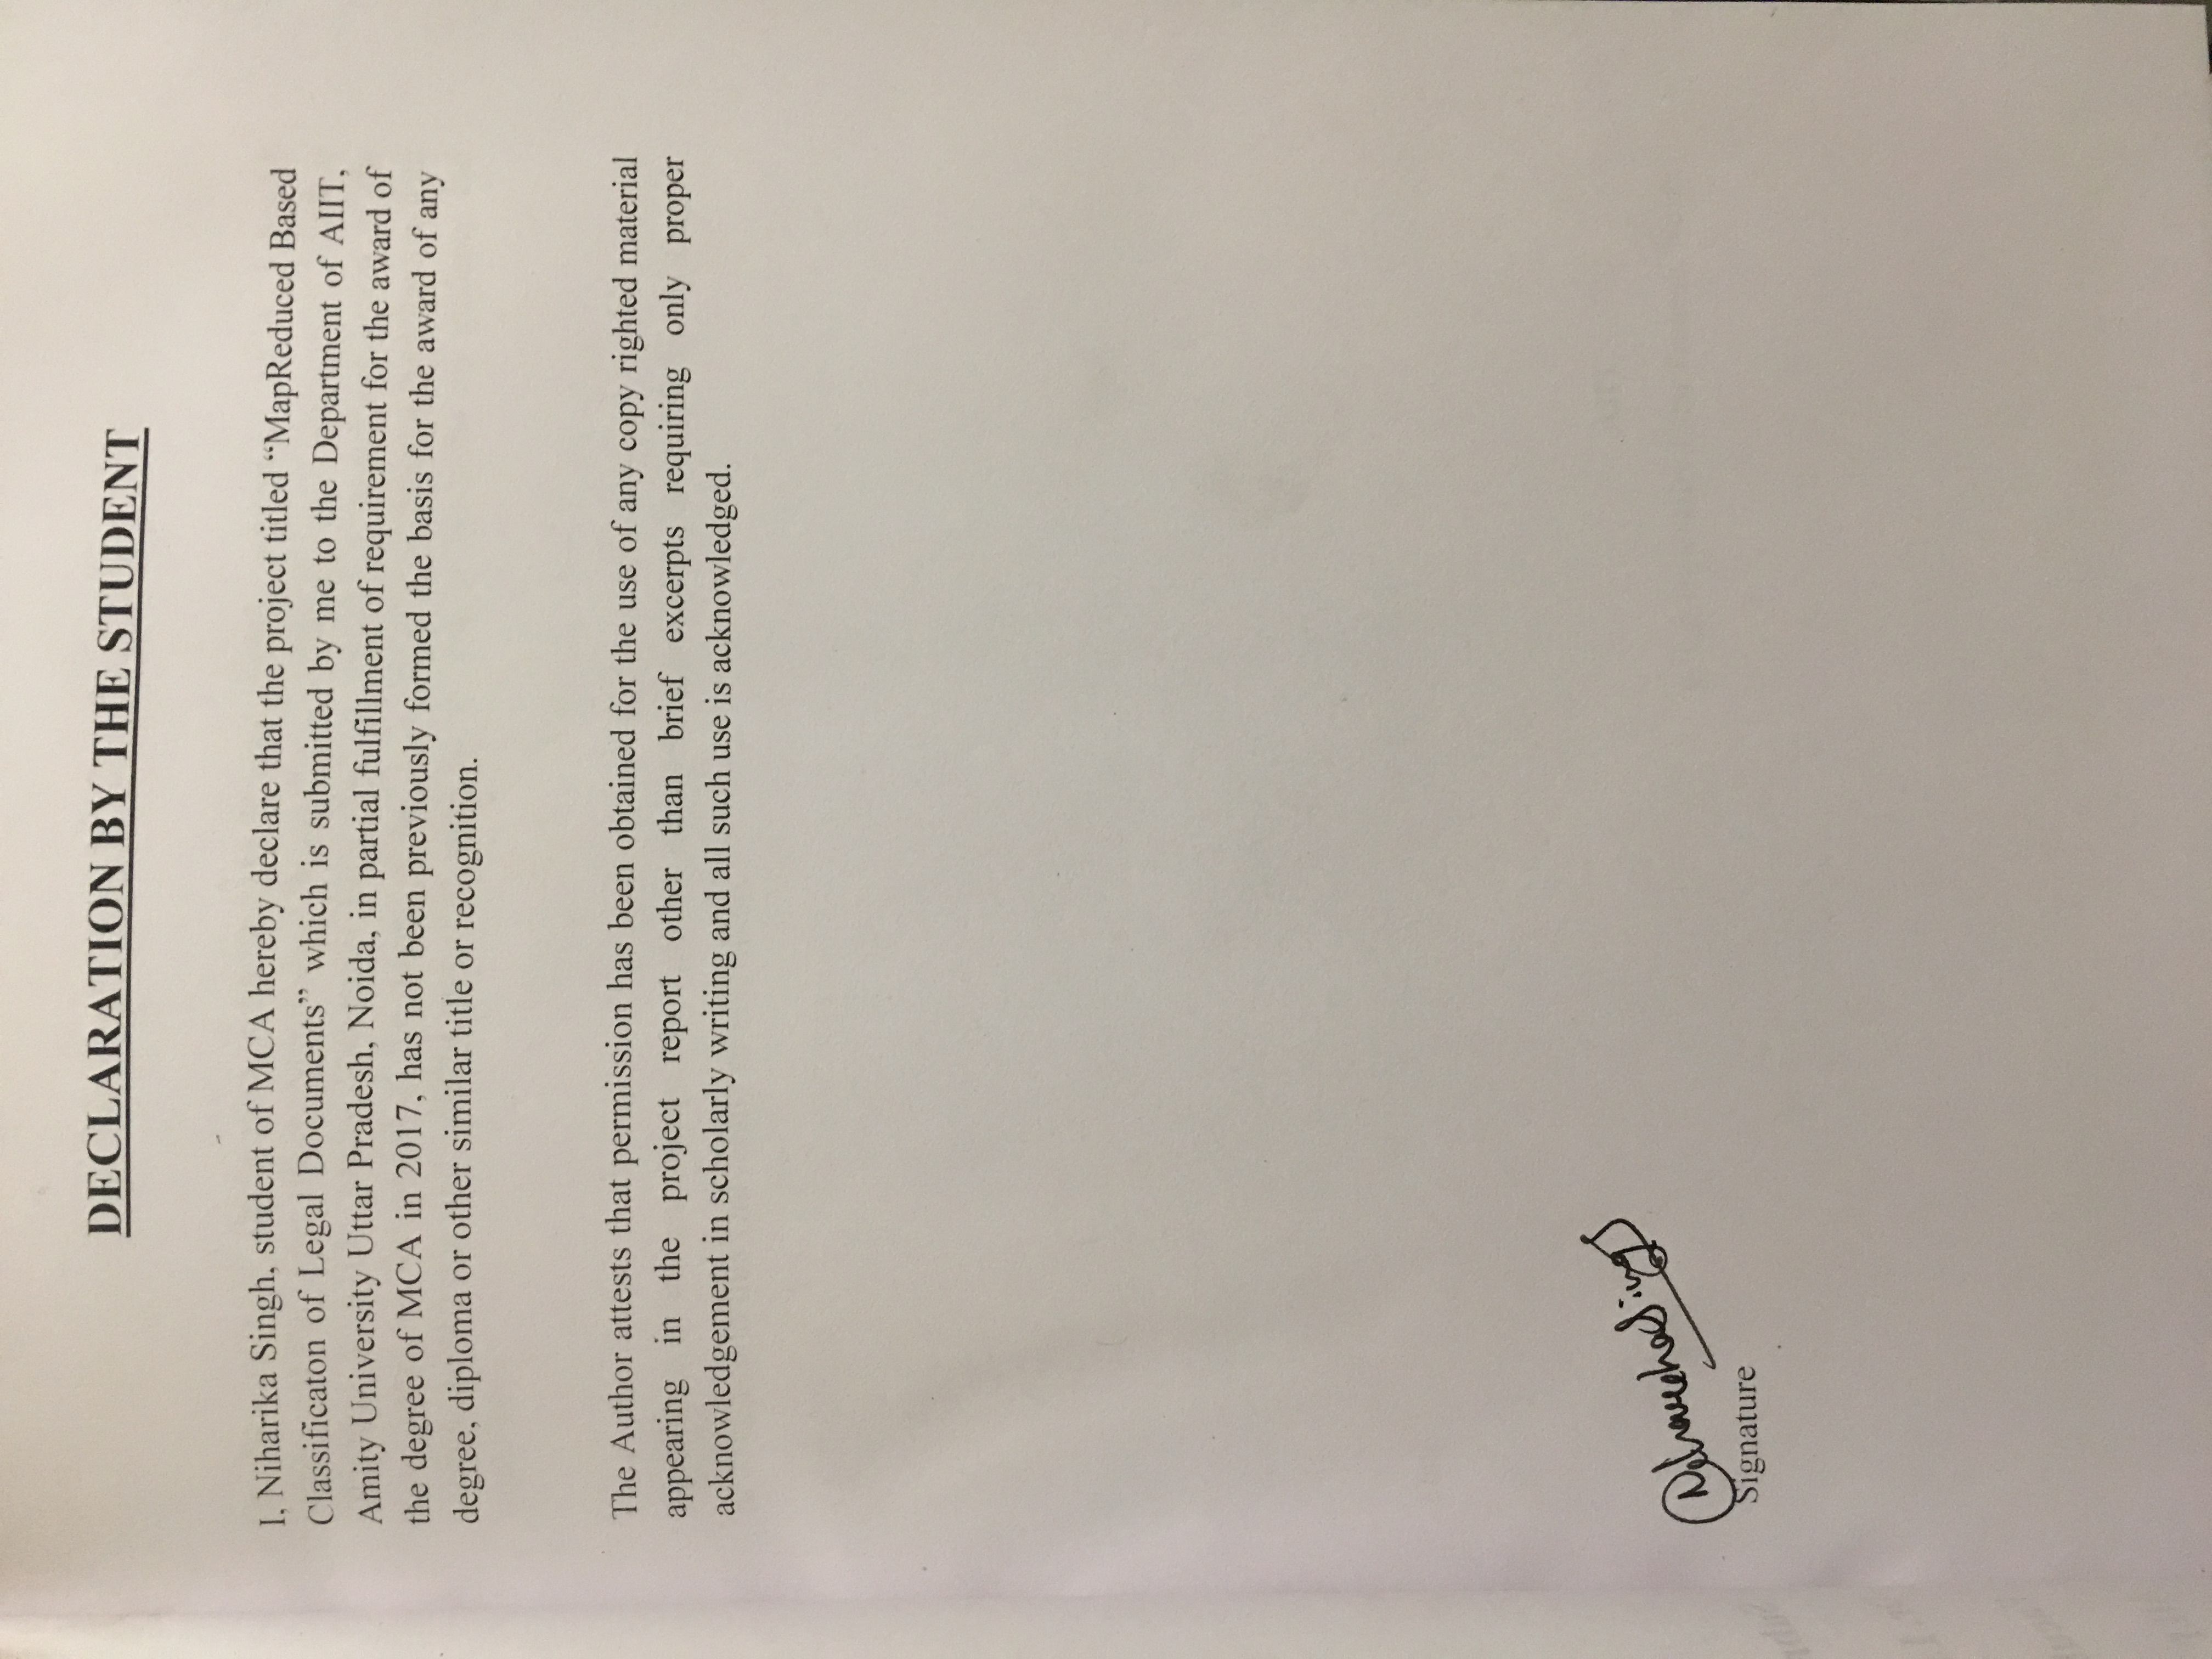 DECLARATION BY THE STUDENT
I, Niharika Singh, student of MCA hereby declare that the project titled “MapReduced Based
Classificaton of Legal Documents” which is submitted by me to the Department of AIIT,
Amity University Uttar Pradesh, Noida, in partial fulfillment of requirement for the award of
the degree of MCA in 2017, has not been previously formed the basis for the award of any
degree, diploma or other similar title or recognition.
The Author attests that permission has been obtained for the use of any copy righted material
appearing in the project report other than brief excerpts requiring only proper
acknowledgement in scholarly writing and all such use is acknowledged.
Signature